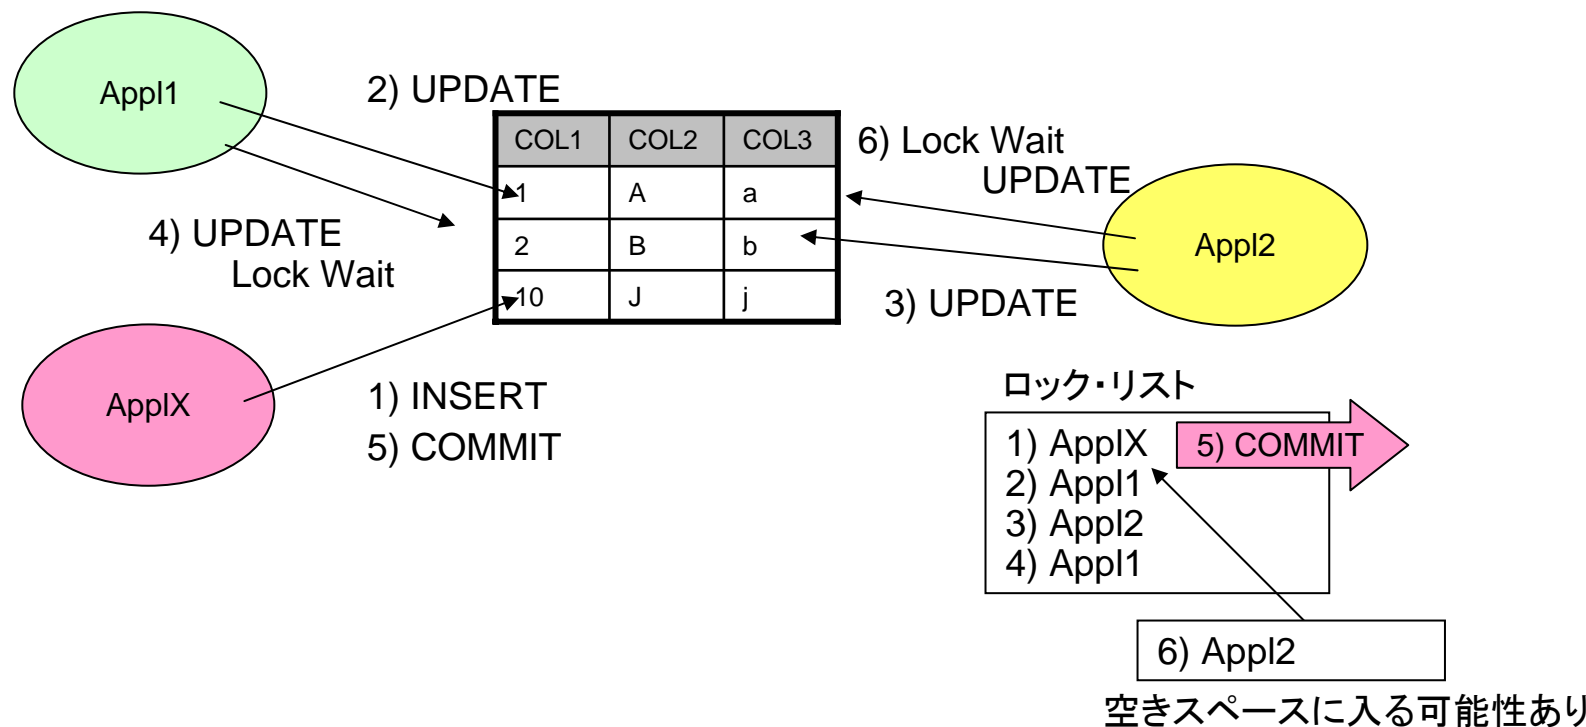 Appl1
2) UPDATE
COL1 COL2 COL3
1 A a
2 B b
10 J j
6) Lock Wait
UPDATE
Appl2
4) UPDATE
Lock Wait
3) UPDATE
ApplX
1) INSERT
5) COMMIT
ロック・リスト
1) ApplX
5) COMMIT
2) Appl1
3) Appl2
4) Appl1
6) Appl2
空きスペースに入る可能性あり